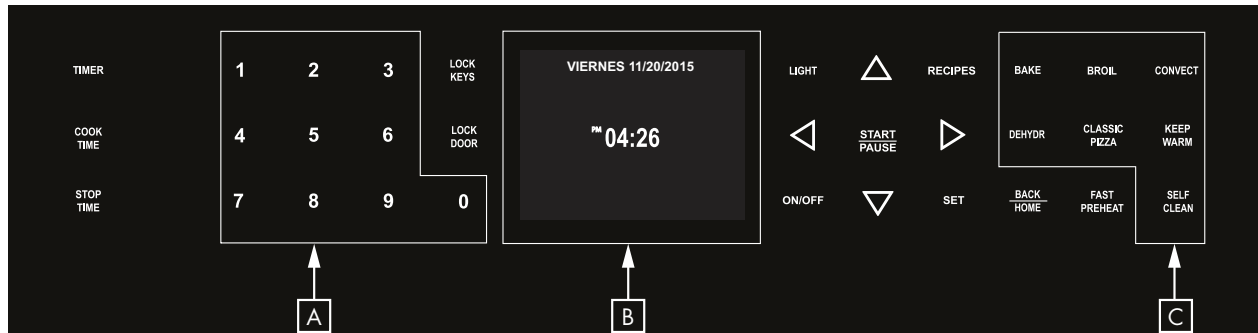 TIMER
1 2 3
LOCK
KEYS
VIERNES 11/20/2015
LIGHT
RECIPES
BAKE
BROIL
CONVECT
COOK
TIME
4 5 6
LOCK
DOOR
PM 04:26
START
PAUSE
DEHYDR
CLASSIC
PIZZA
KEEP
WARM
STOP
TIME
7 8 9 0
ON/OFF
SET
BACK
HOME
FAST
PREHEAT
SELF
CLEAN
A
B
C